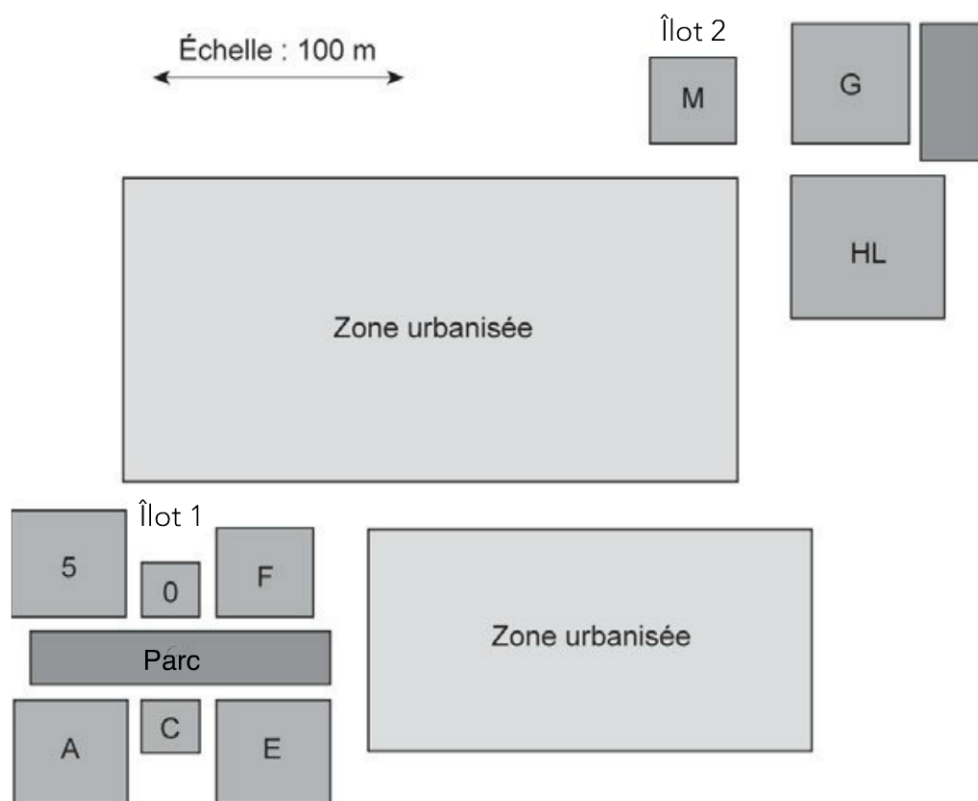 Échelle : 100 m
Îlot 2
M
G
HL
Zone urbanisée
Îlot 1
5
0
F
Zone urbanisée
Parc
A
C
E